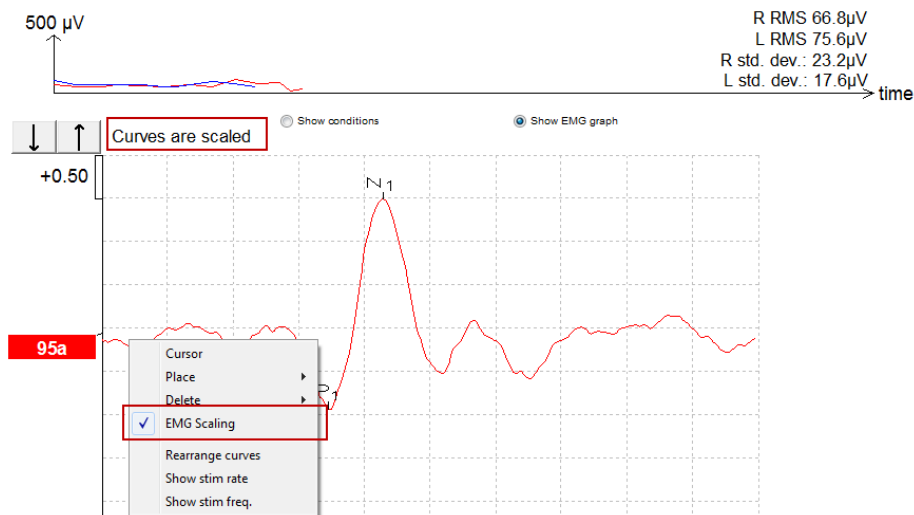 500 µV
R RMS 66.8µV
L RMS 75.6µV
R std. dev.: 23.2µV
L std. dev.: 17.6µV
time
Curves are scaled
Show conditions
Show EMG graph
+0.50
N1
95a
P1
Cursor
Place
Delete
EMG Scaling
Rearrange curves
Show stim rate
Show stim freq.